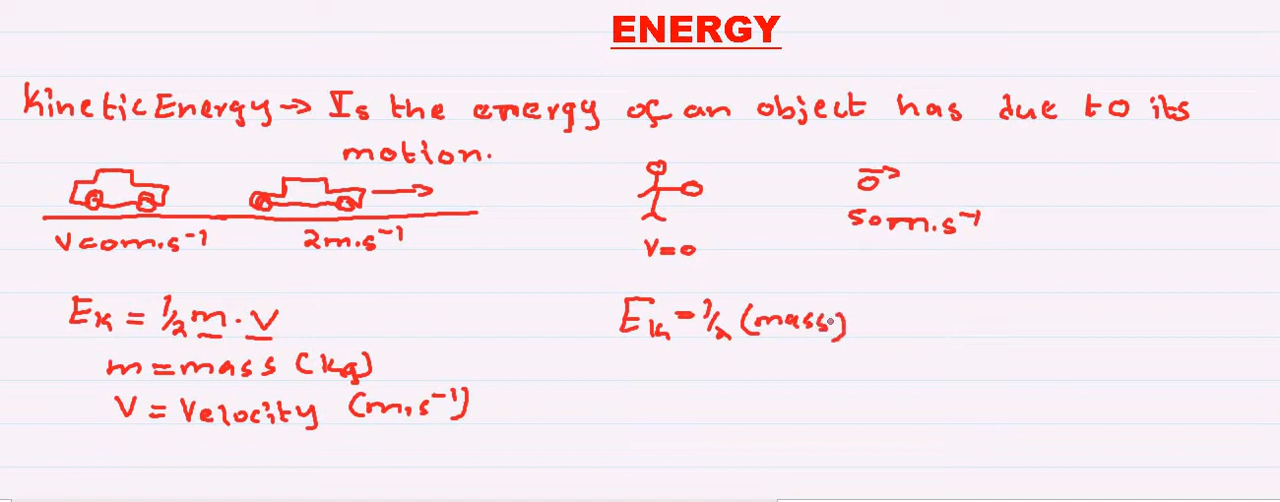 ENERGY
Kinetic Energy → Is the energy of an object has due to its
motion.
V=0m.s⁻¹ 2m.s⁻¹ V=0 50m.s⁻¹
Eₖ = 1/2 m · V
m = mass (kg)
V = Velocity (m.s⁻¹)
Eₖ = 1/2 (mass)